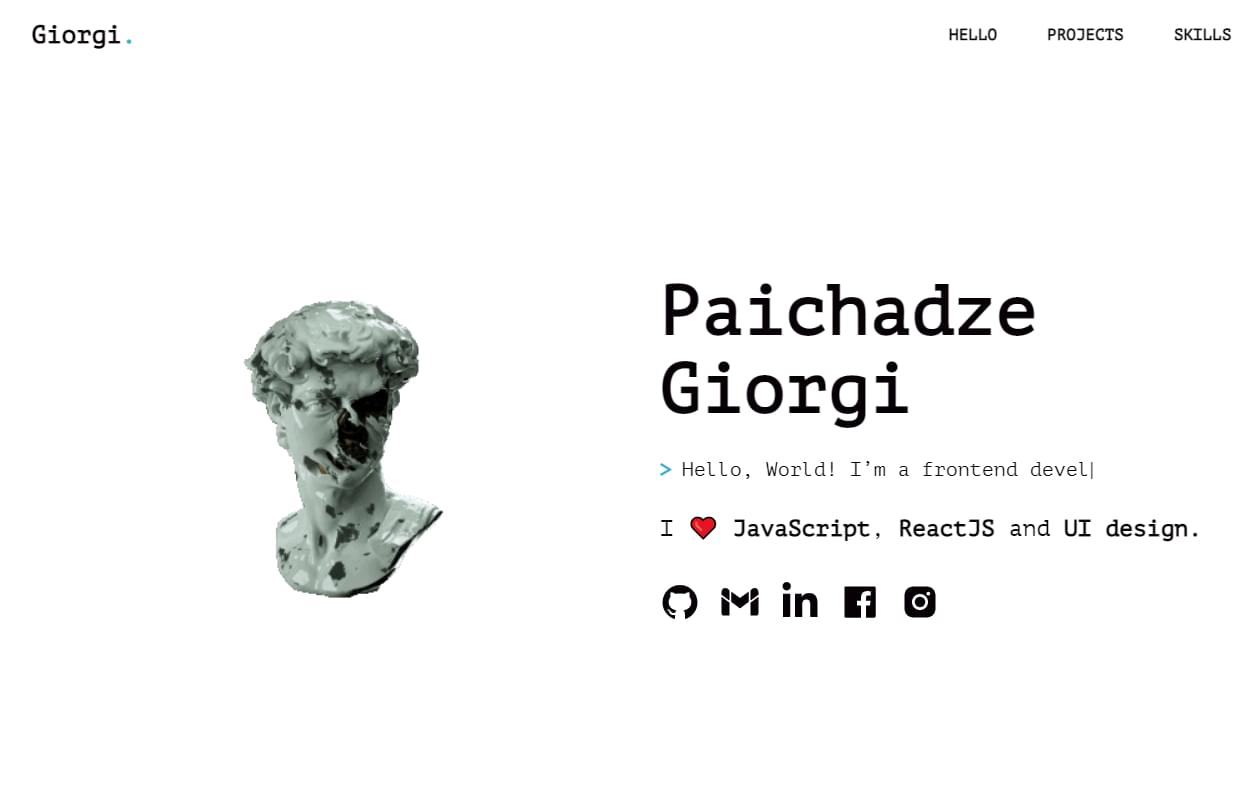 Giorgi.
HELLO PROJECTS SKILLS
Paichadze
Giorgi
> Hello, World! I’m a frontend devel|
I ❤️ JavaScript, ReactJS and UI design.